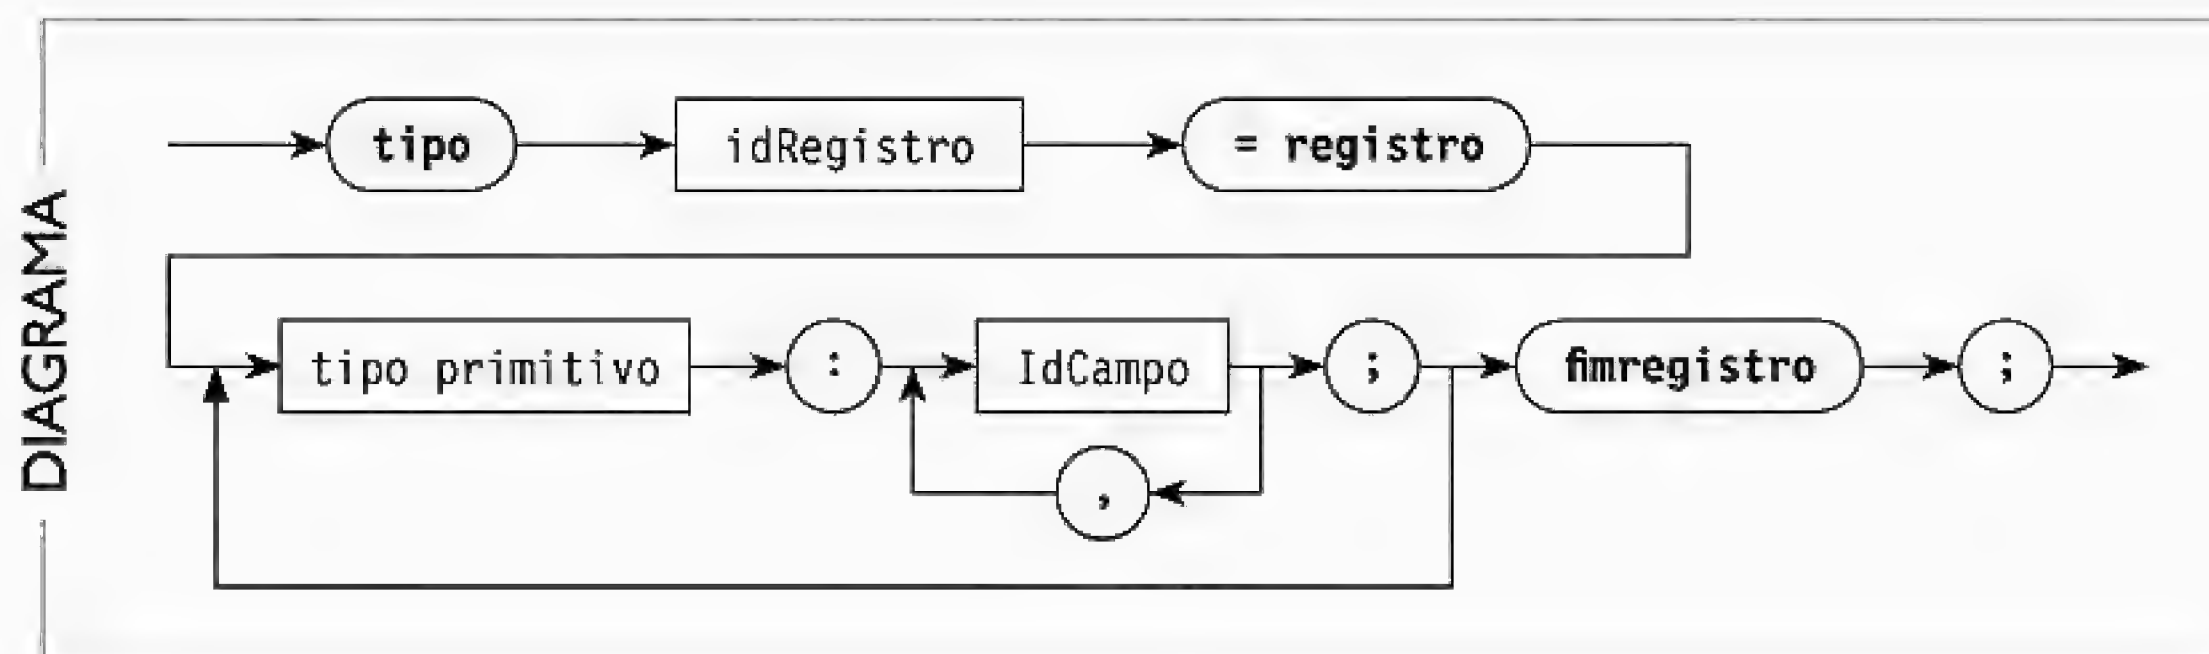 DIAGRAMA
tipo idRegistro = registro
tipo primitivo : IdCampo ; fimregistro ;
,